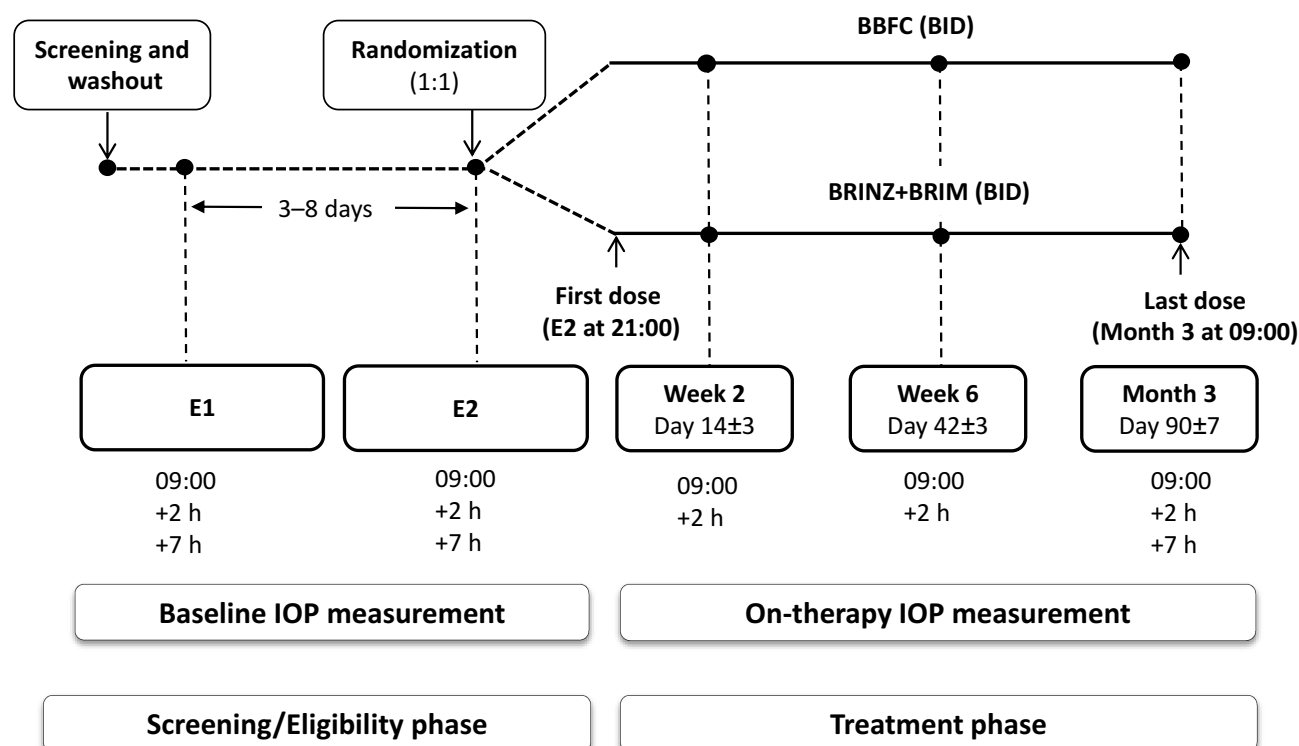 Screening and
washout
Randomization
(1:1)
BBFC (BID)
3–8 days
BRINZ+BRIM (BID)
First dose
(E2 at 21:00)
Last dose
(Month 3 at 09:00)
E1
E2
Week 2
Day 14±3
Week 6
Day 42±3
Month 3
Day 90±7
09:00
+2 h
+7 h
09:00
+2 h
+7 h
09:00
+2 h
09:00
+2 h
09:00
+2 h
+7 h
Baseline IOP measurement
On-therapy IOP measurement
Screening/Eligibility phase
Treatment phase